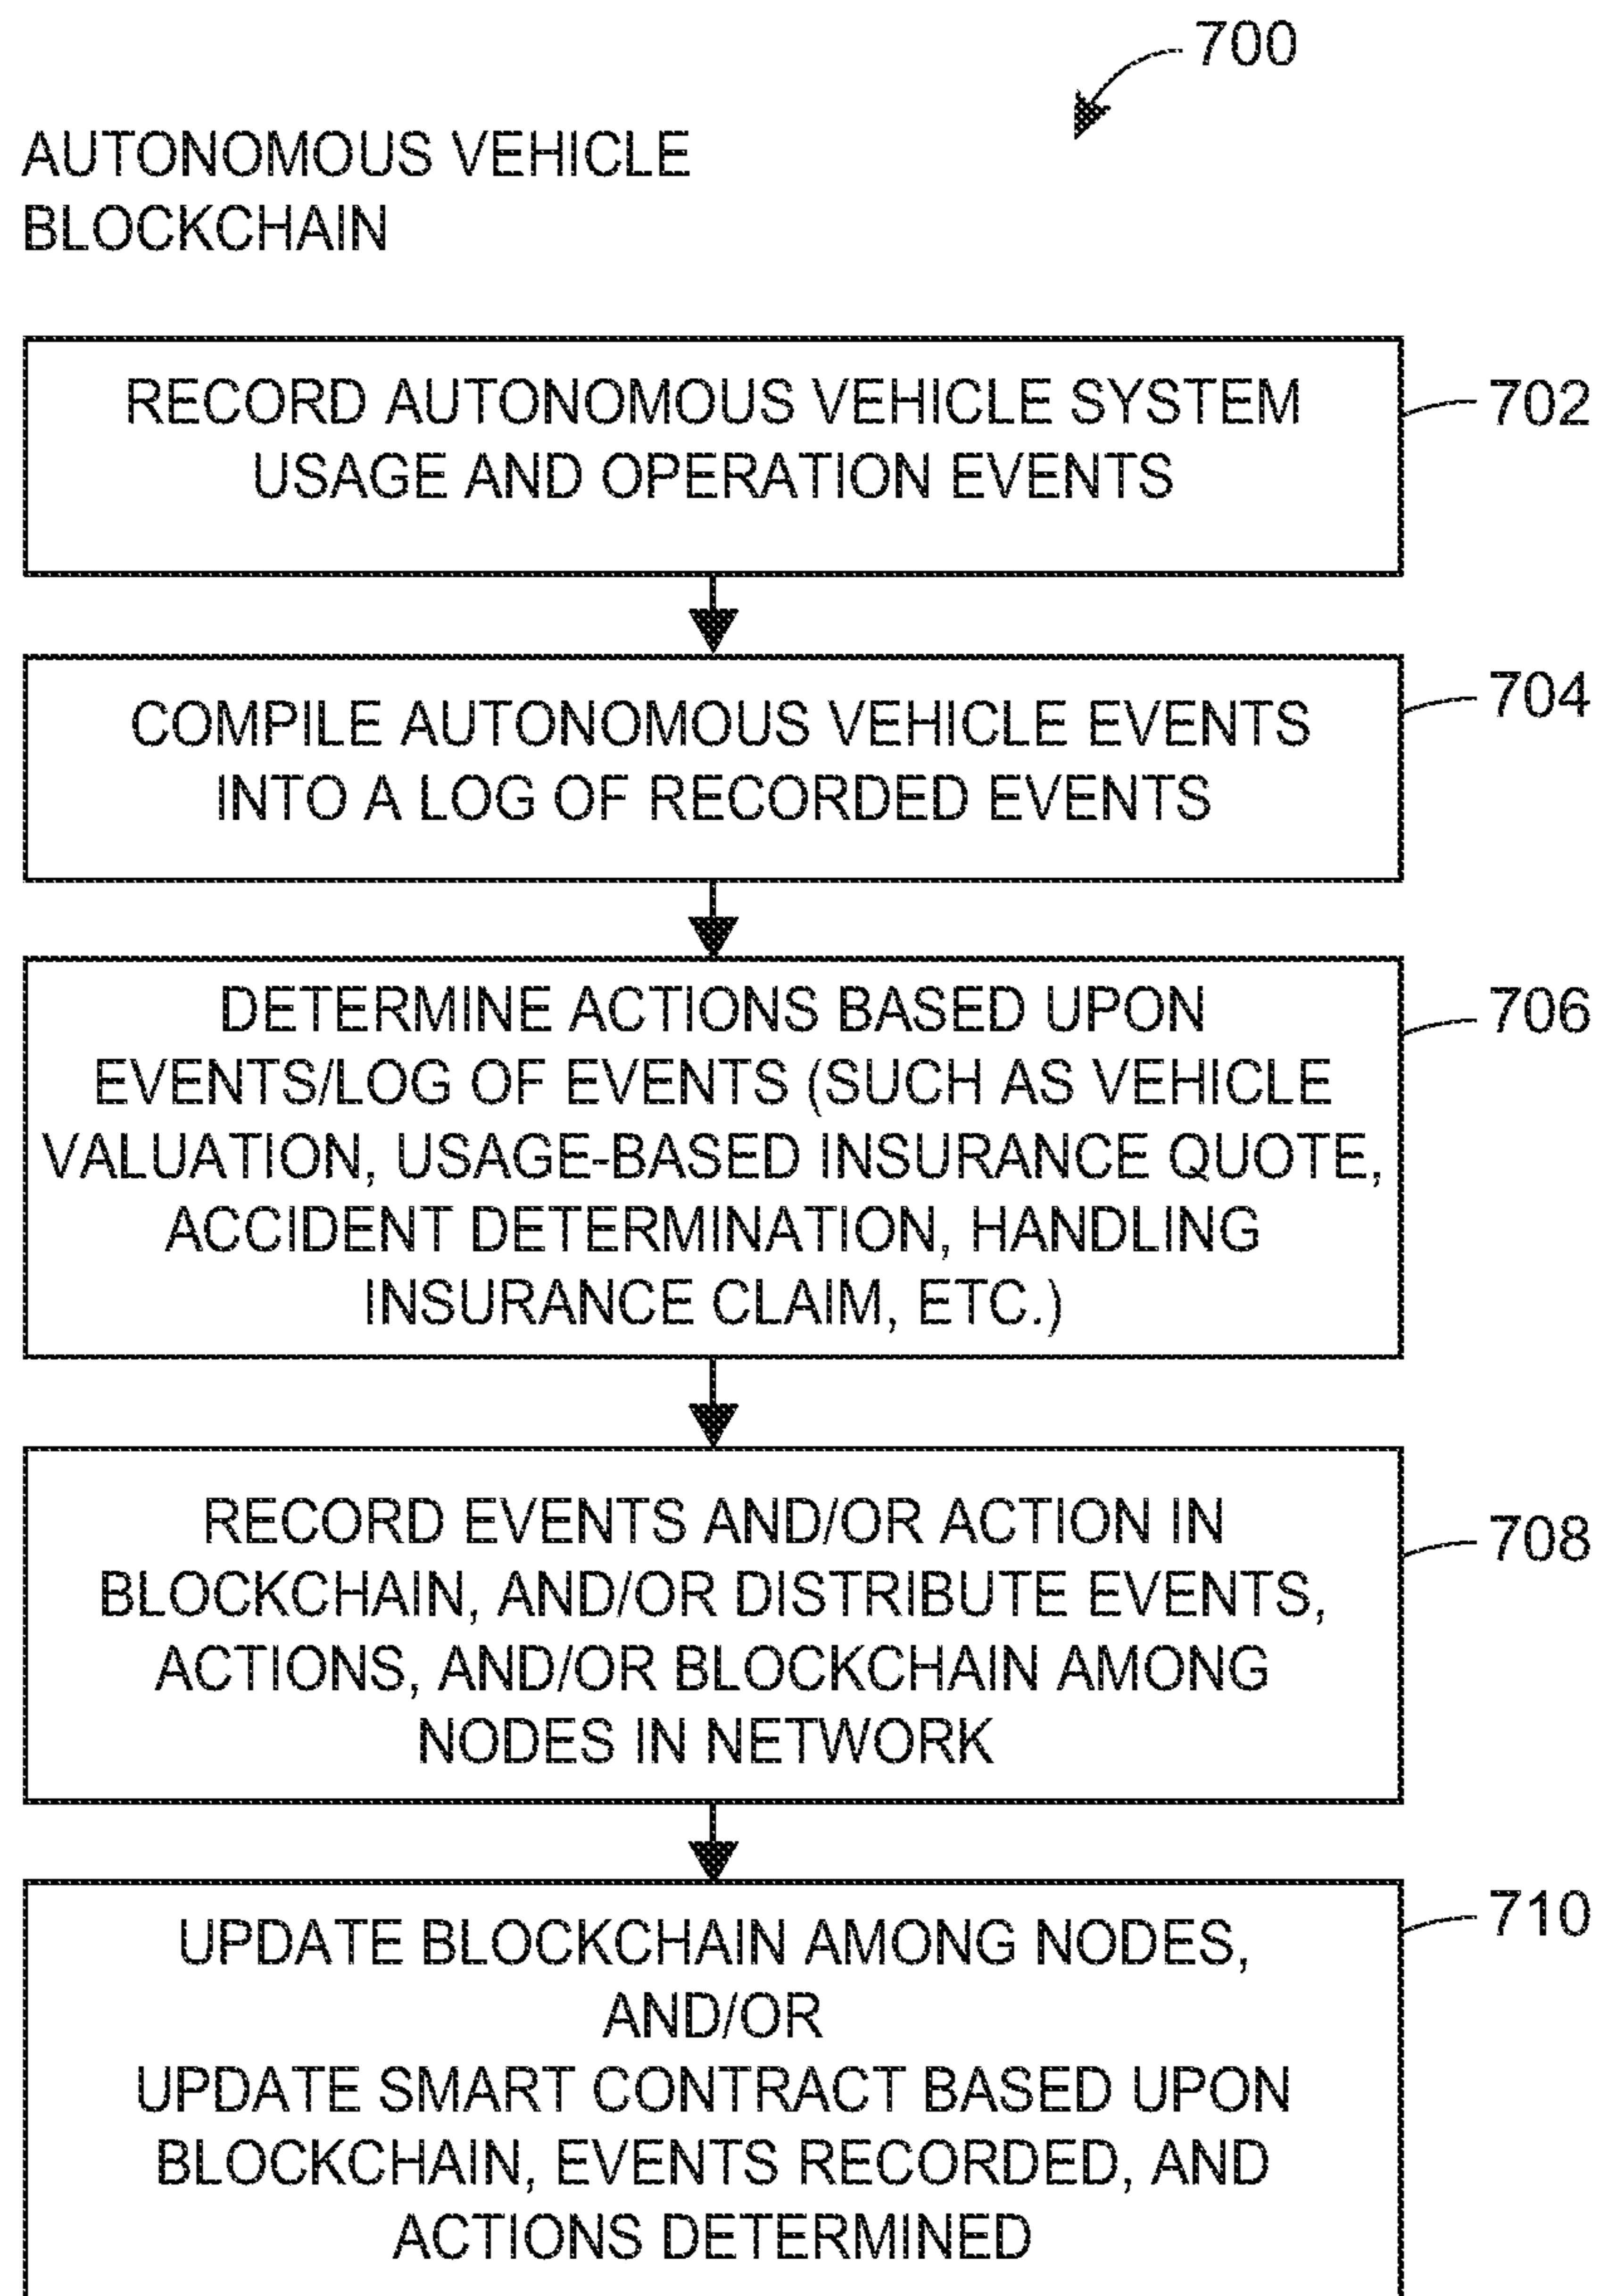 700
AUTONOMOUS VEHICLE
BLOCKCHAIN
RECORD AUTONOMOUS VEHICLE SYSTEM
USAGE AND OPERATION EVENTS
702
COMPILE AUTONOMOUS VEHICLE EVENTS
INTO A LOG OF RECORDED EVENTS
704
DETERMINE ACTIONS BASED UPON
EVENTS/LOG OF EVENTS (SUCH AS VEHICLE
VALUATION, USAGE-BASED INSURANCE QUOTE,
ACCIDENT DETERMINATION, HANDLING
INSURANCE CLAIM, ETC.)
706
RECORD EVENTS AND/OR ACTION IN
BLOCKCHAIN, AND/OR DISTRIBUTE EVENTS,
ACTIONS, AND/OR BLOCKCHAIN AMONG
NODES IN NETWORK
708
UPDATE BLOCKCHAIN AMONG NODES,
AND/OR
UPDATE SMART CONTRACT BASED UPON
BLOCKCHAIN, EVENTS RECORDED, AND
ACTIONS DETERMINED
710